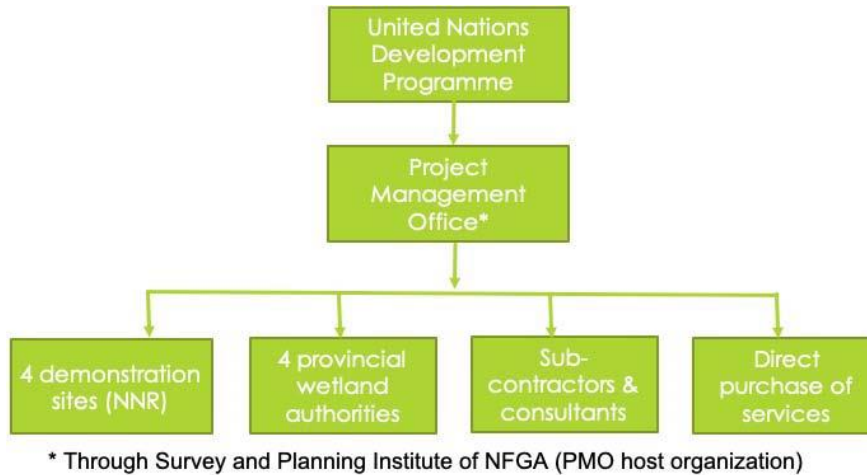 United Nations
Development
Programme
Project
Management
Office*
4 demonstration
sites (NNR)
4 provincial
wetland
authorities
Sub-
contractors &
consultants
Direct
purchase of
services
* Through Survey and Planning Institute of NFGA (PMO host organization)